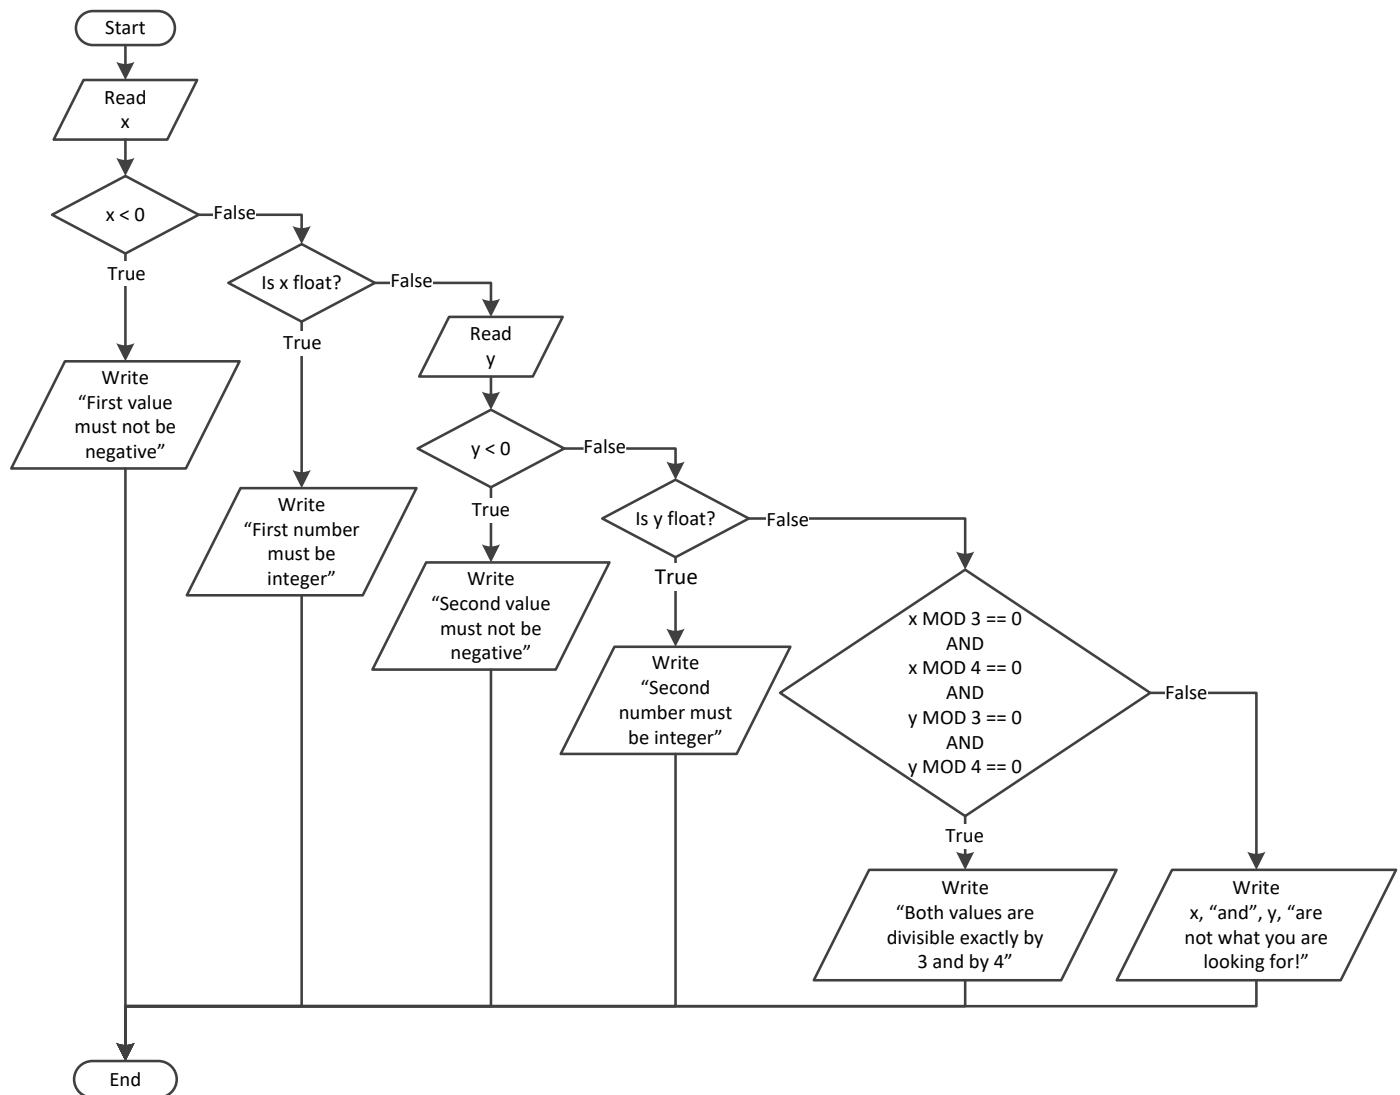 Start
Read
x
x < 0
False
True
Is x float?
False
True
Read
y
Write
“First value
must not be
negative”
y < 0
False
True
Write
“First number
must be
integer”
Is y float?
False
True
Write
“Second value
must not be
negative”
Write
“Second
number must
be integer”
x MOD 3 == 0
AND
x MOD 4 == 0
AND
y MOD 3 == 0
AND
y MOD 4 == 0
False
True
Write
“Both values are
divisible exactly by
3 and by 4”
Write
x, “and”, y, “are
not what you are
looking for!”
End